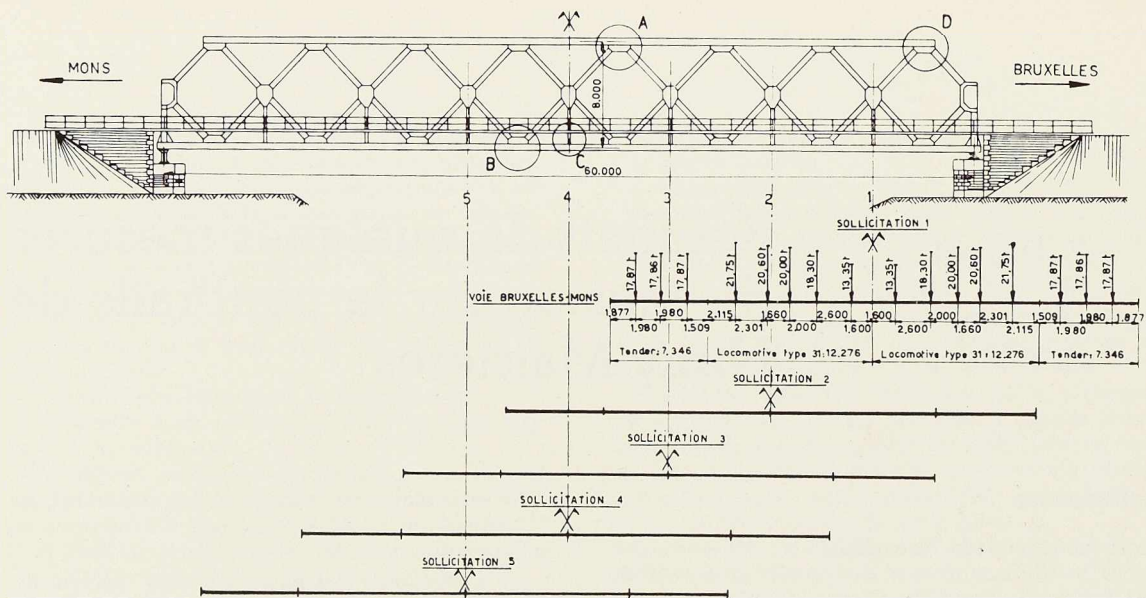 A
D
MONS
BRUXELLES
8.000
B
C
60.000
5 4 3 2 1
SOLLICITATION 1
17,87 t 17,86 t 17,87 t 21,75 t 20,60 t 20,00 t 18,30 t 13,35 t 13,35 t 18,30 t 20,00 t 20,60 t 21,75 t 17,87 t 17,86 t 17,87 t
VOIE BRUXELLES-MONS
1.877 1.980 2.115 1.660 2.600 1.600 2.000 2.301 1.509 1.980 1.877
1.980 1.509 2.301 2.000 1.600 2.600 1.660 2.115 1.980
Tender: 7.346 Locomotive type 31: 12.276 Locomotive type 31: 12.276 Tender: 7.346
SOLLICITATION 2
SOLLICITATION 3
SOLLICITATION 4
SOLLICITATION 5